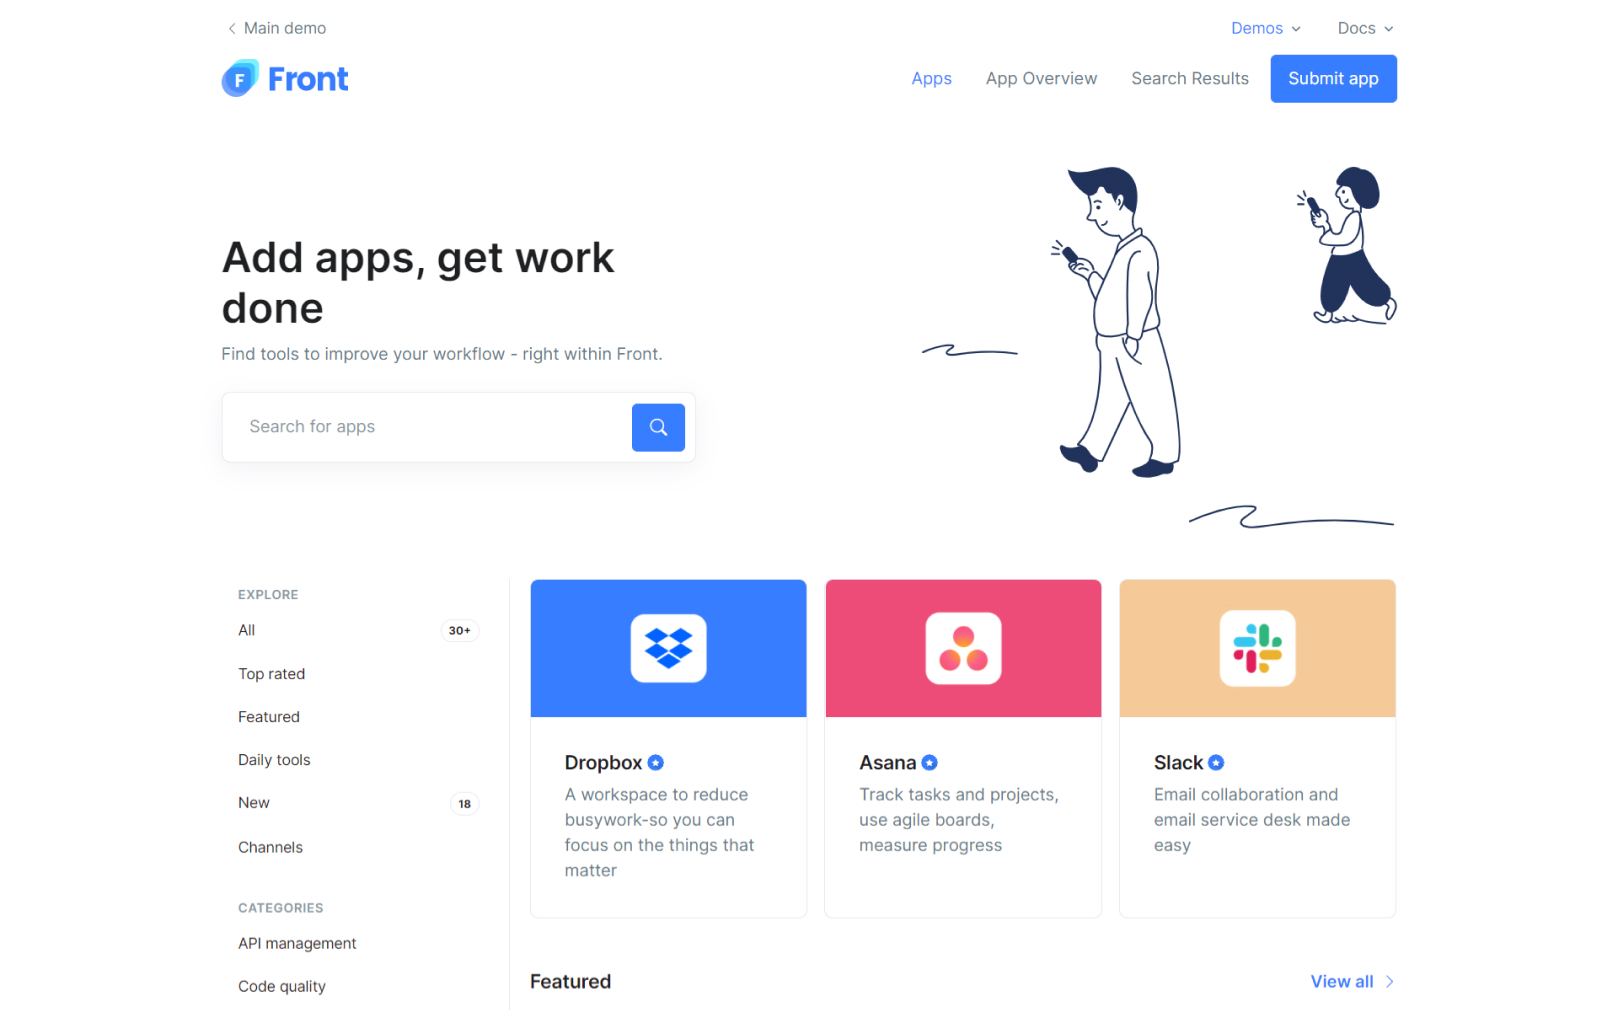 Main demo
Demos
Docs
F
Front
Apps
App Overview
Search Results
Submit app
Add apps, get work
done
Find tools to improve your workflow - right within Front.
Search for apps
EXPLORE
All
30+
Top rated
Featured
Daily tools
New
18
Channels
CATEGORIES
API management
Code quality
Dropbox
A workspace to reduce
busywork-so you can
focus on the things that
matter
Asana
Track tasks and projects,
use agile boards,
measure progress
Slack
Email collaboration and
email service desk made
easy
Featured
View all